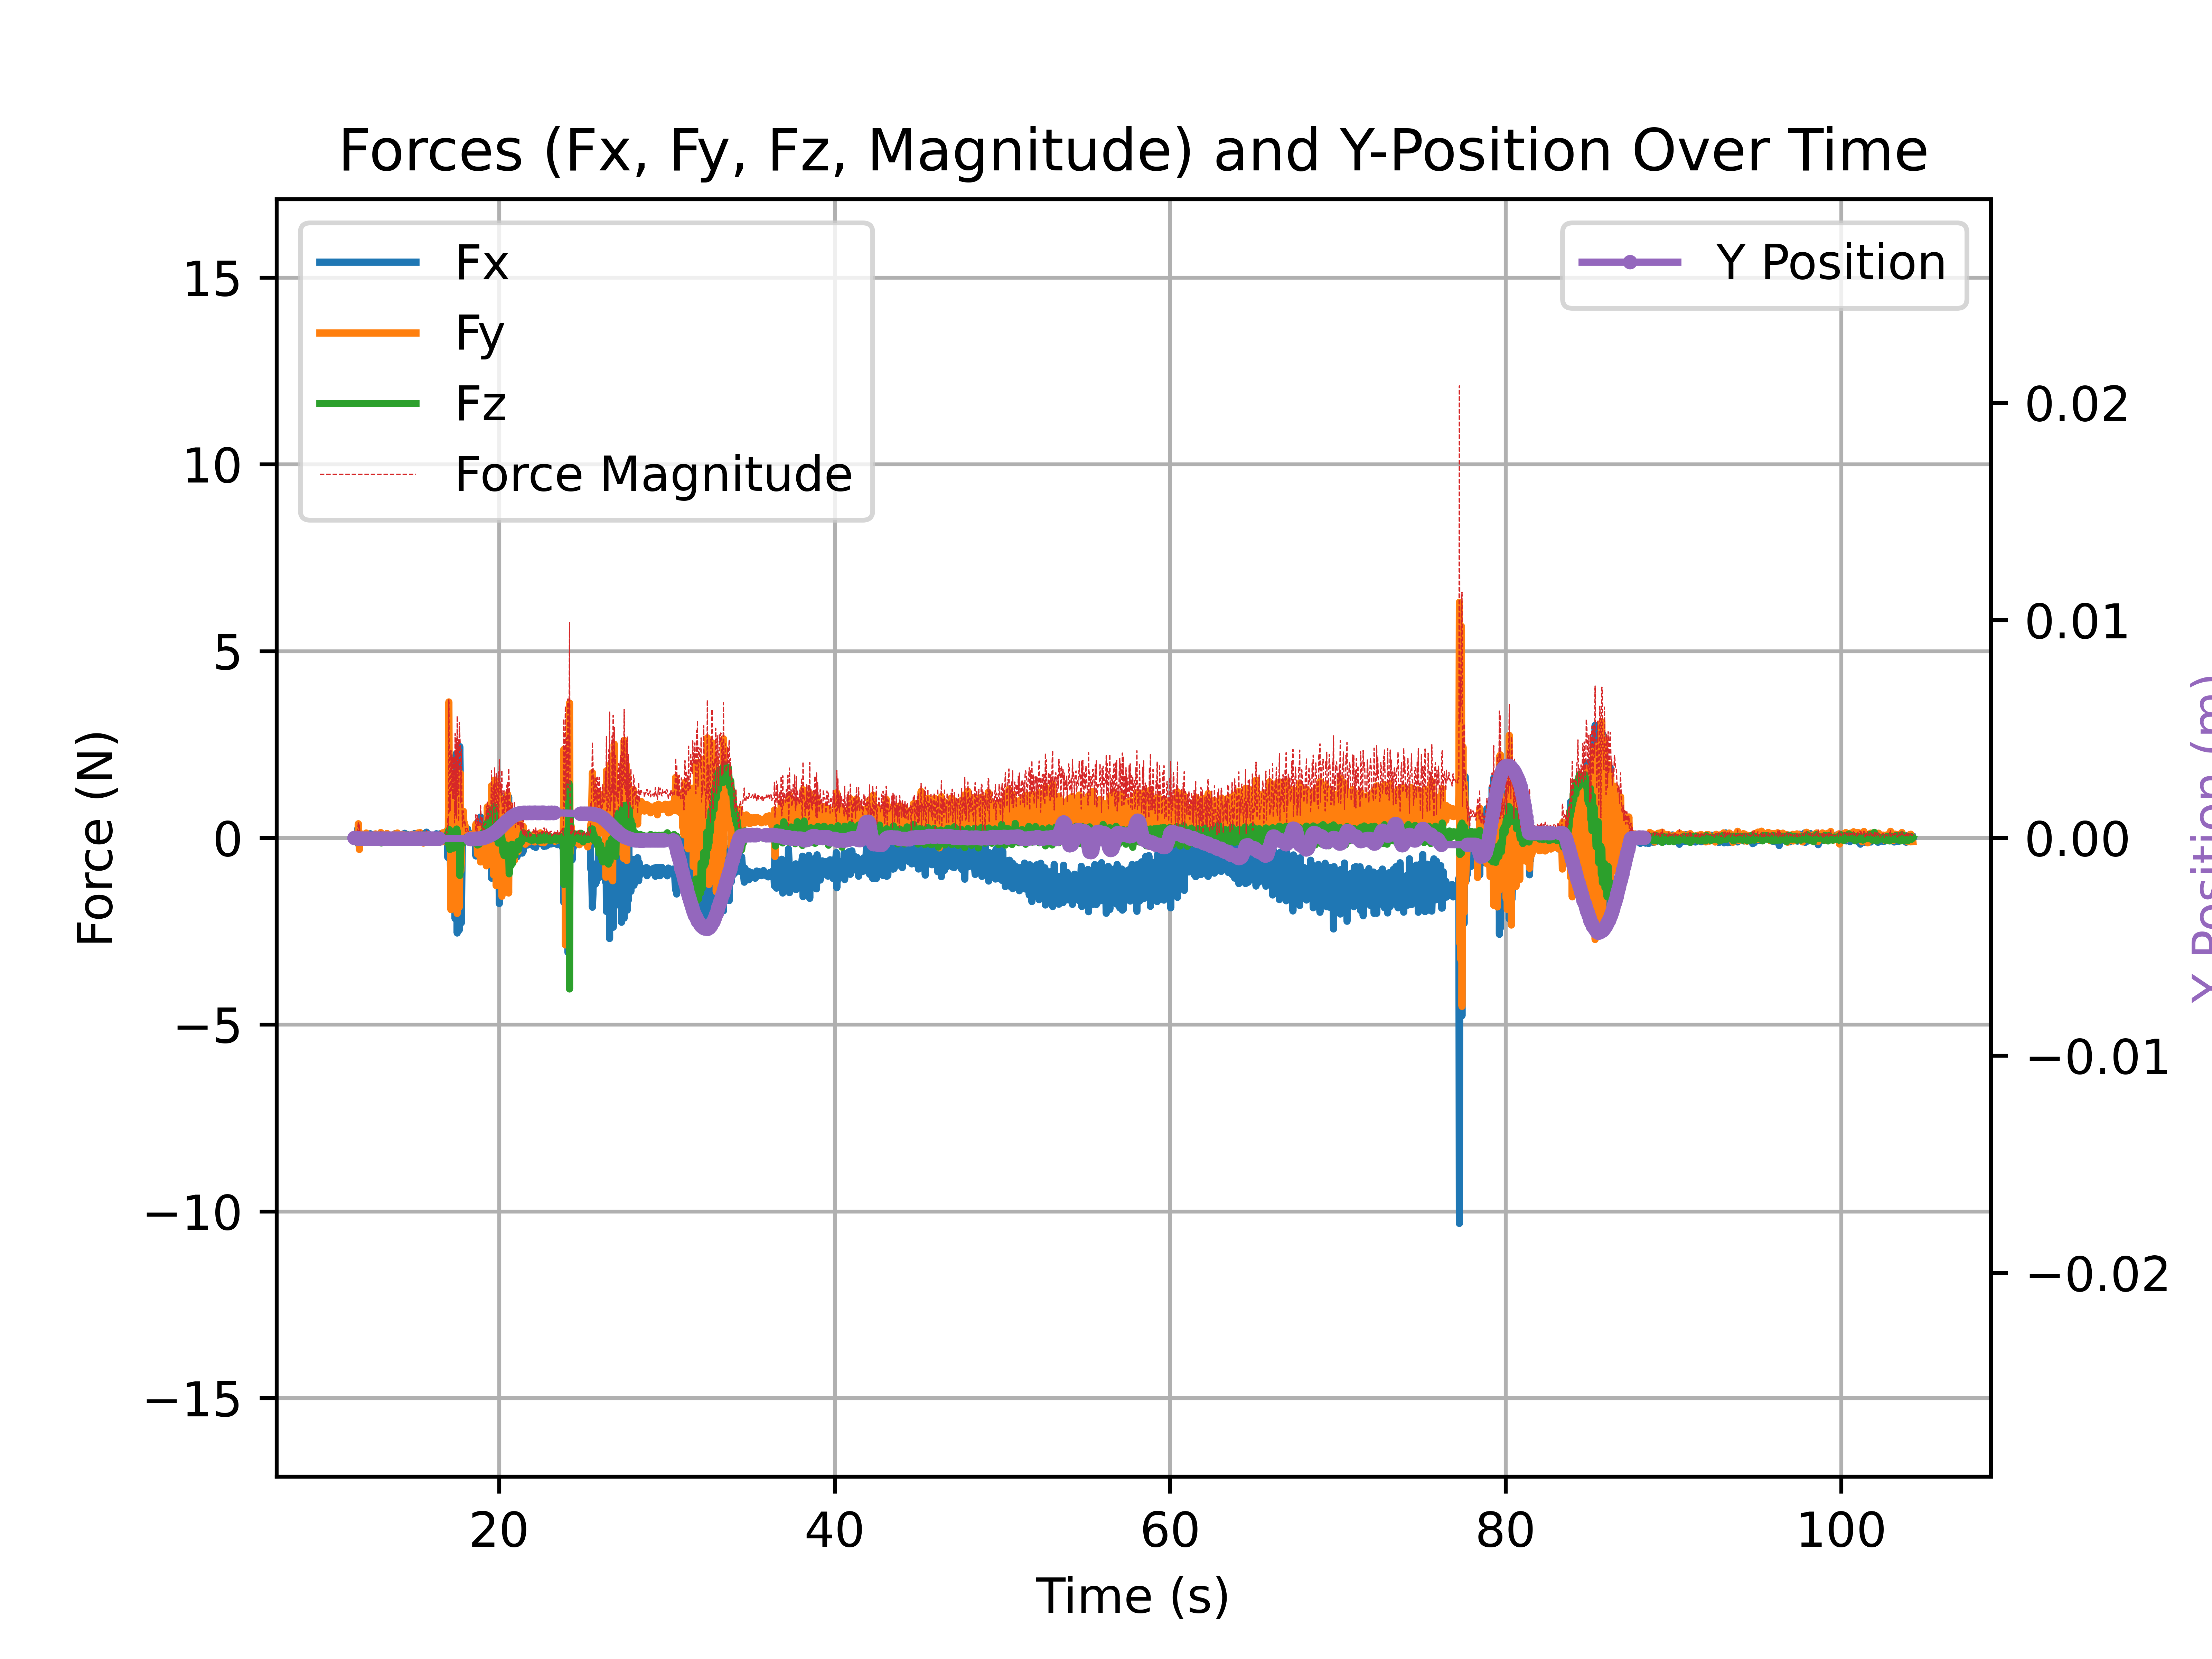 Forces (Fx, Fy, Fz, Magnitude) and Y-Position Over Time
Fx
Fy
Fz
Force Magnitude
Y Position
15
10
5
0
−5
−10
−15
Force (N)
0.02
0.01
0.00
−0.01
−0.02
Y Position (m)
20
40
60
80
100
Time (s)